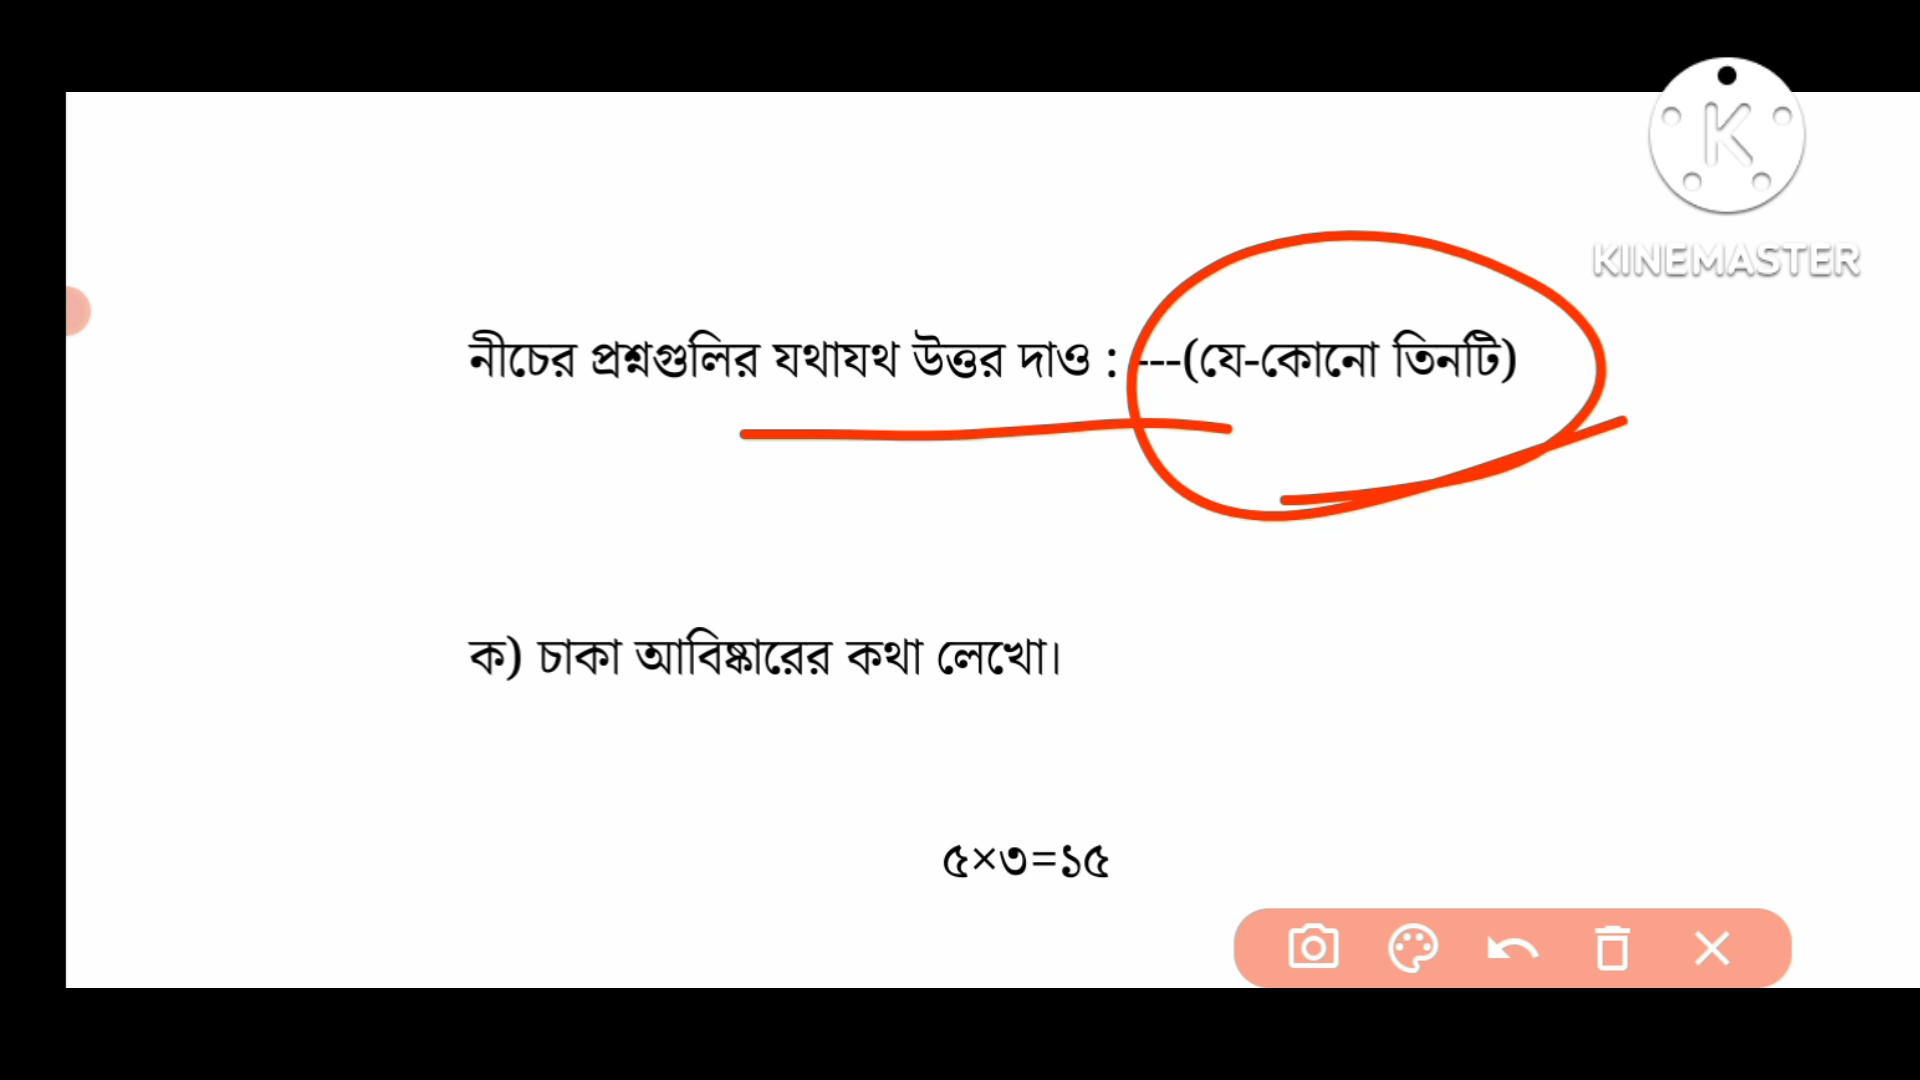 K
KINEMASTER
নীচের প্রশ্নগুলির যথাযথ উত্তর দাও : ---(যে-কোনো তিনটি)
ক) চাকা আবিষ্কারের কথা লেখো।
৫×৩=১৫